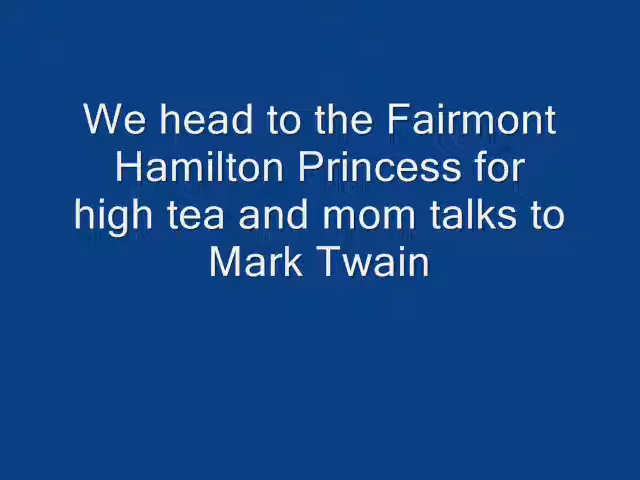 We head to the Fairmont
Hamilton Princess for
high tea and mom talks to
Mark Twain